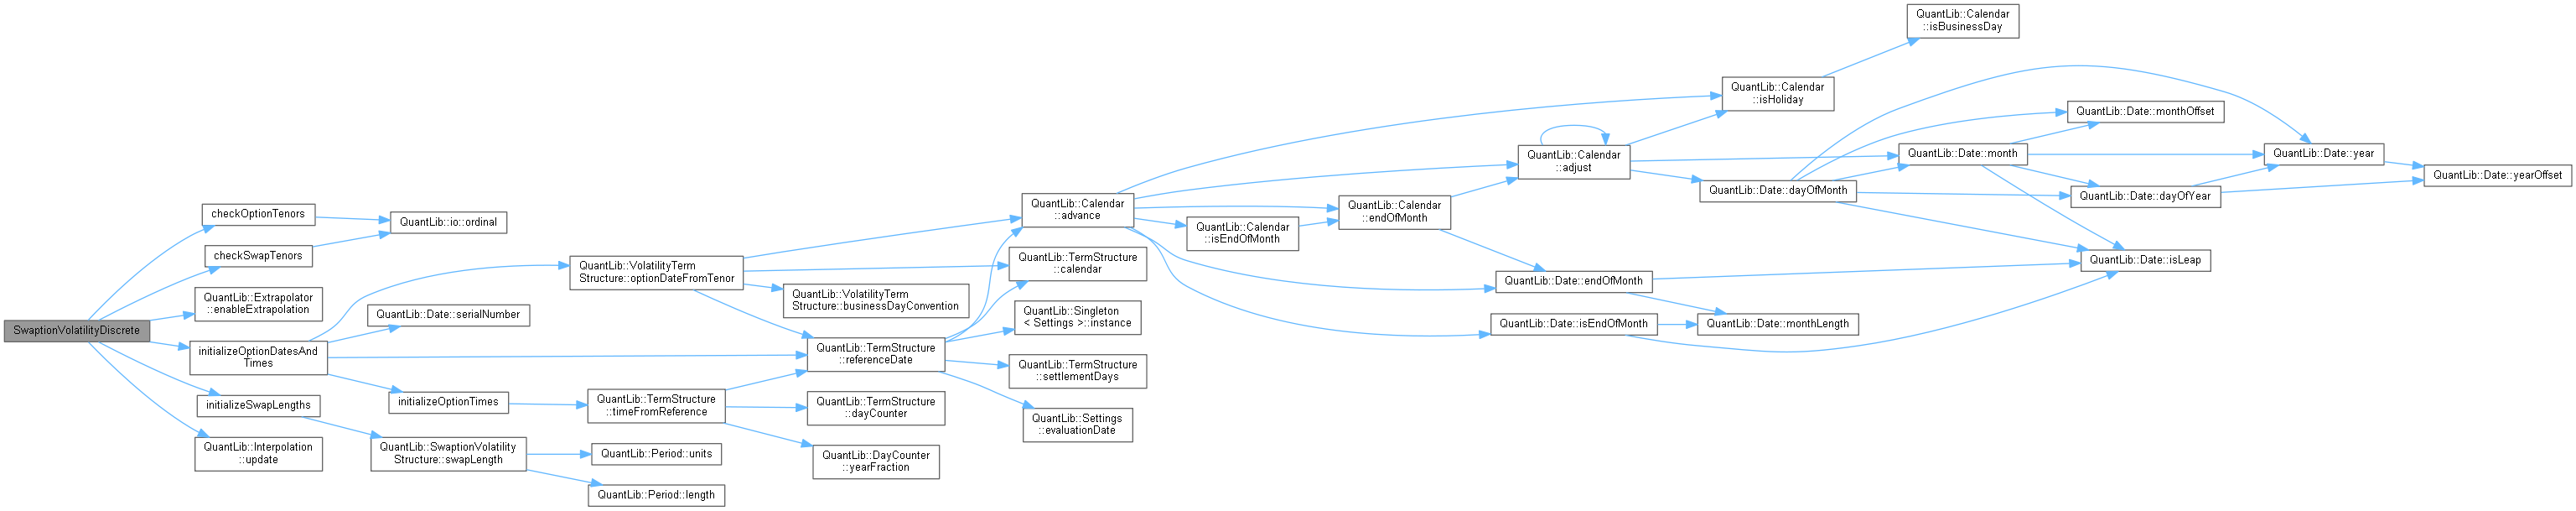 SwaptionVolatilityDiscrete
checkOptionTenors
checkSwapTenors
QuantLib::Extrapolator
::enableExtrapolation
initializeOptionDatesAnd
Times
initializeSwapLengths
QuantLib::Interpolation
::update
QuantLib::io::ordinal
QuantLib::Date::serialNumber
initializeOptionTimes
QuantLib::SwaptionVolatility
Structure::swapLength
QuantLib::VolatilityTerm
Structure::optionDateFromTenor
QuantLib::TermStructure
::timeFromReference
QuantLib::Period::units
QuantLib::Period::length
QuantLib::VolatilityTerm
Structure::businessDayConvention
QuantLib::TermStructure
::referenceDate
QuantLib::TermStructure
::dayCounter
QuantLib::DayCounter
::yearFraction
QuantLib::Calendar
::advance
QuantLib::TermStructure
::calendar
QuantLib::Singleton
< Settings >::instance
QuantLib::TermStructure
::settlementDays
QuantLib::Settings
::evaluationDate
QuantLib::Calendar
::isEndOfMonth
QuantLib::Calendar
::endOfMonth
QuantLib::Calendar
::adjust
QuantLib::Date::endOfMonth
QuantLib::Date::isEndOfMonth
QuantLib::Calendar
::isHoliday
QuantLib::Date::dayOfMonth
QuantLib::Date::monthLength
QuantLib::Calendar
::isBusinessDay
QuantLib::Date::month
QuantLib::Date::monthOffset
QuantLib::Date::dayOfYear
QuantLib::Date::isLeap
QuantLib::Date::year
QuantLib::Date::yearOffset